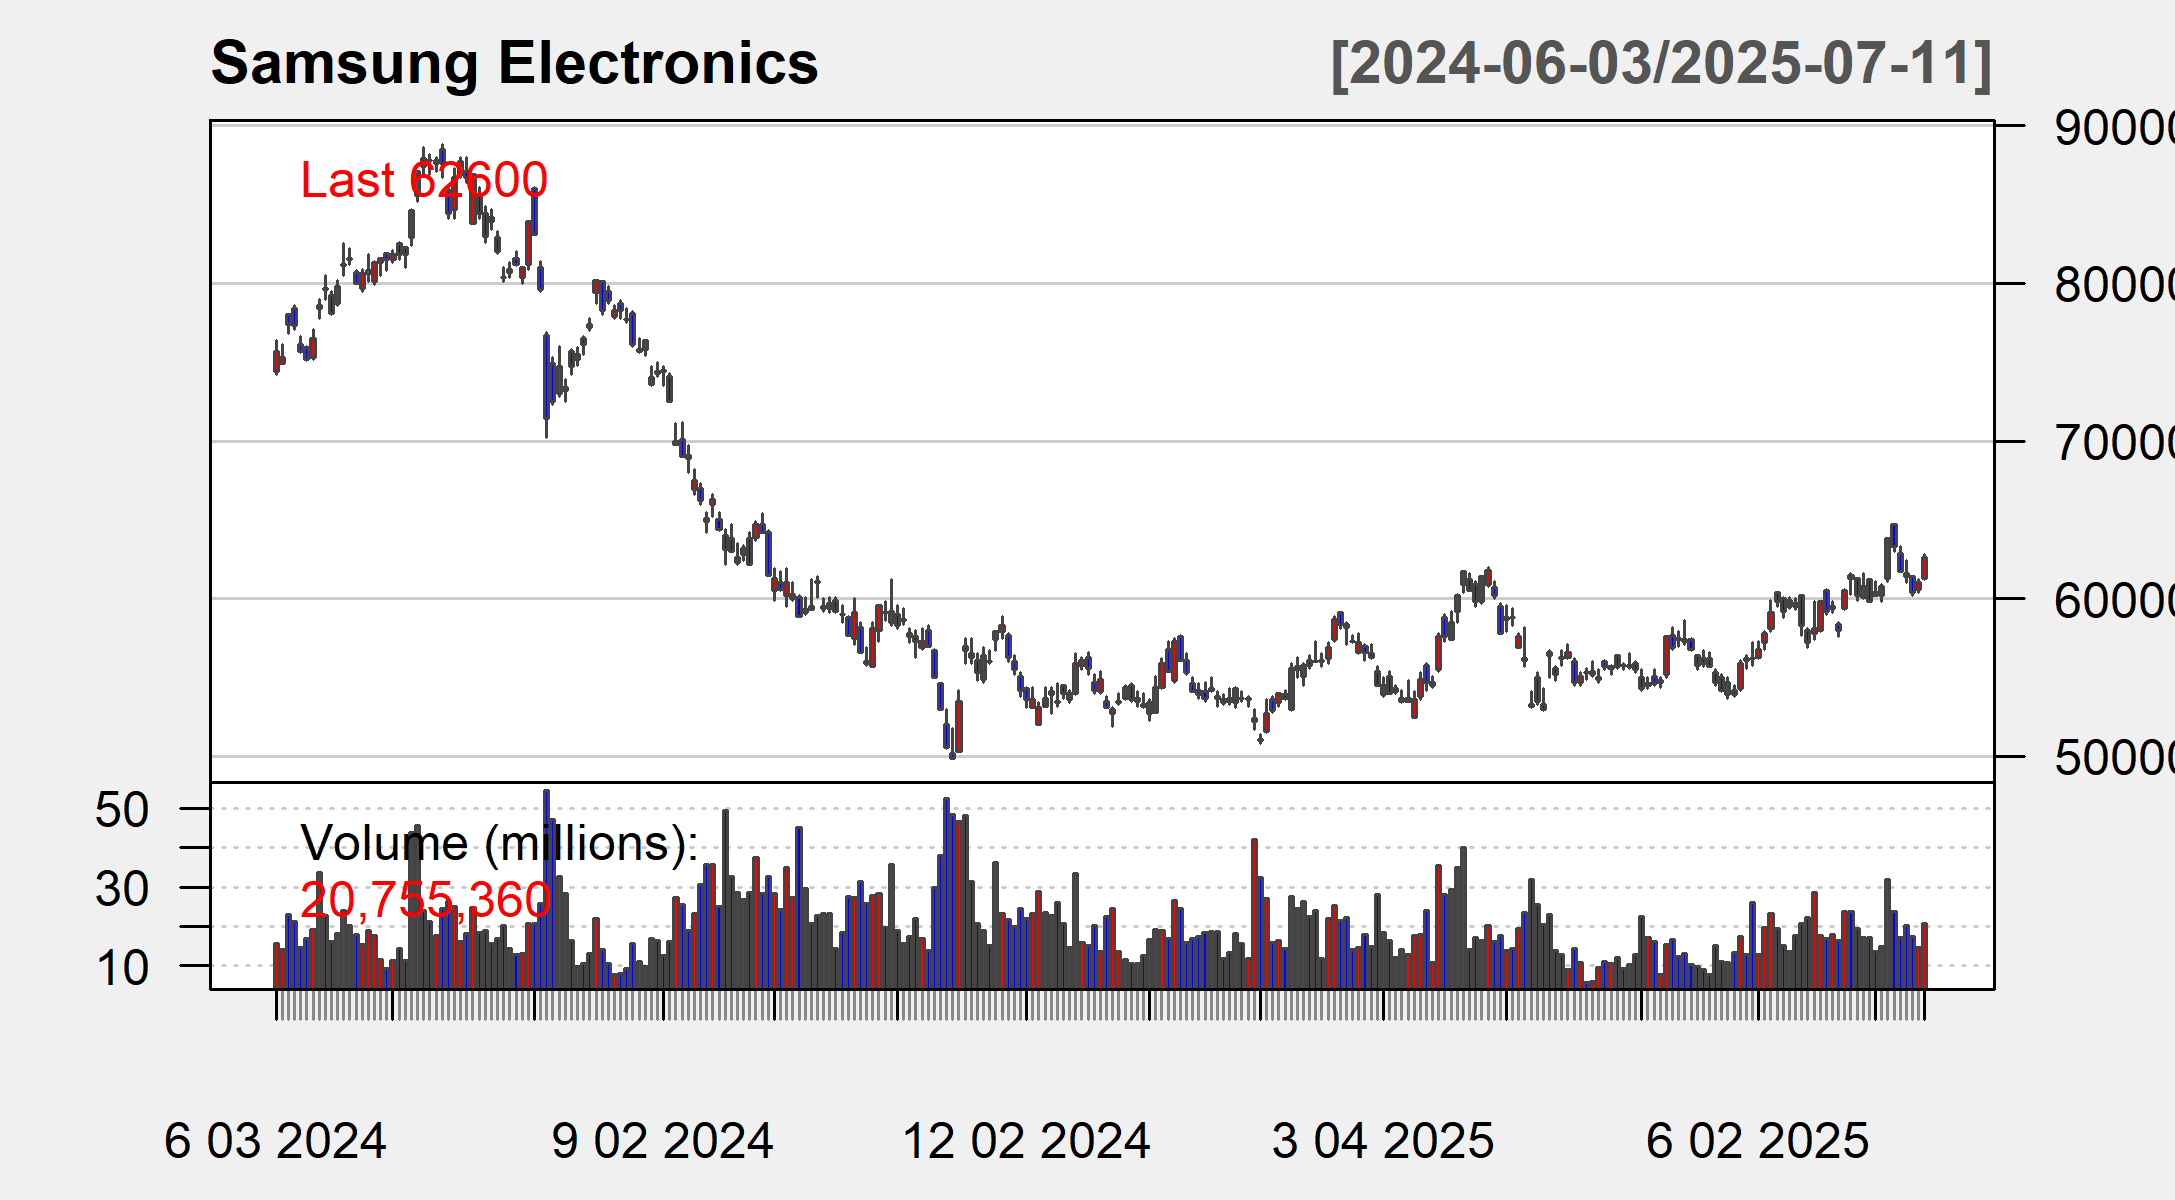 Samsung Electronics
[2024-06-03/2025-07-11]
Last 62600
90000
80000
70000
60000
50000
Volume (millions):
20,755,360
50
30
10
6 03 2024
9 02 2024
12 02 2024
3 04 2025
6 02 2025